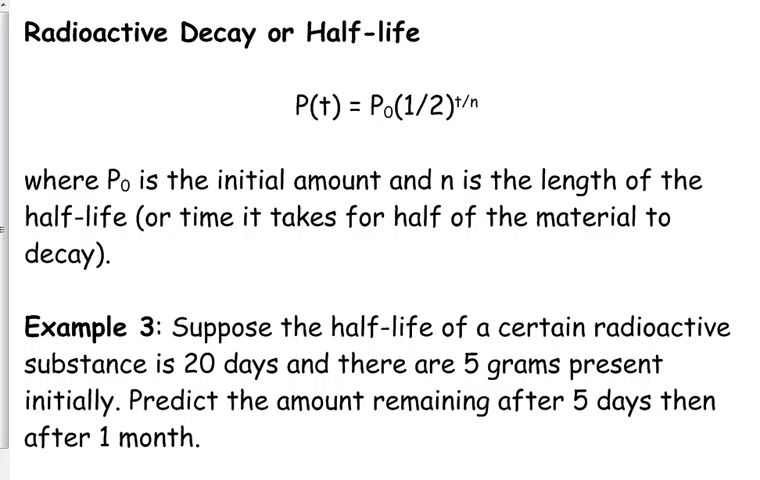 Radioactive Decay or Half-life
P(t) = P₀(1/2)ᵗ/ⁿ
where P₀ is the initial amount and n is the length of the
half-life (or time it takes for half of the material to
decay).
Example 3: Suppose the half-life of a certain radioactive
substance is 20 days and there are 5 grams present
initially. Predict the amount remaining after 5 days then
after 1 month.